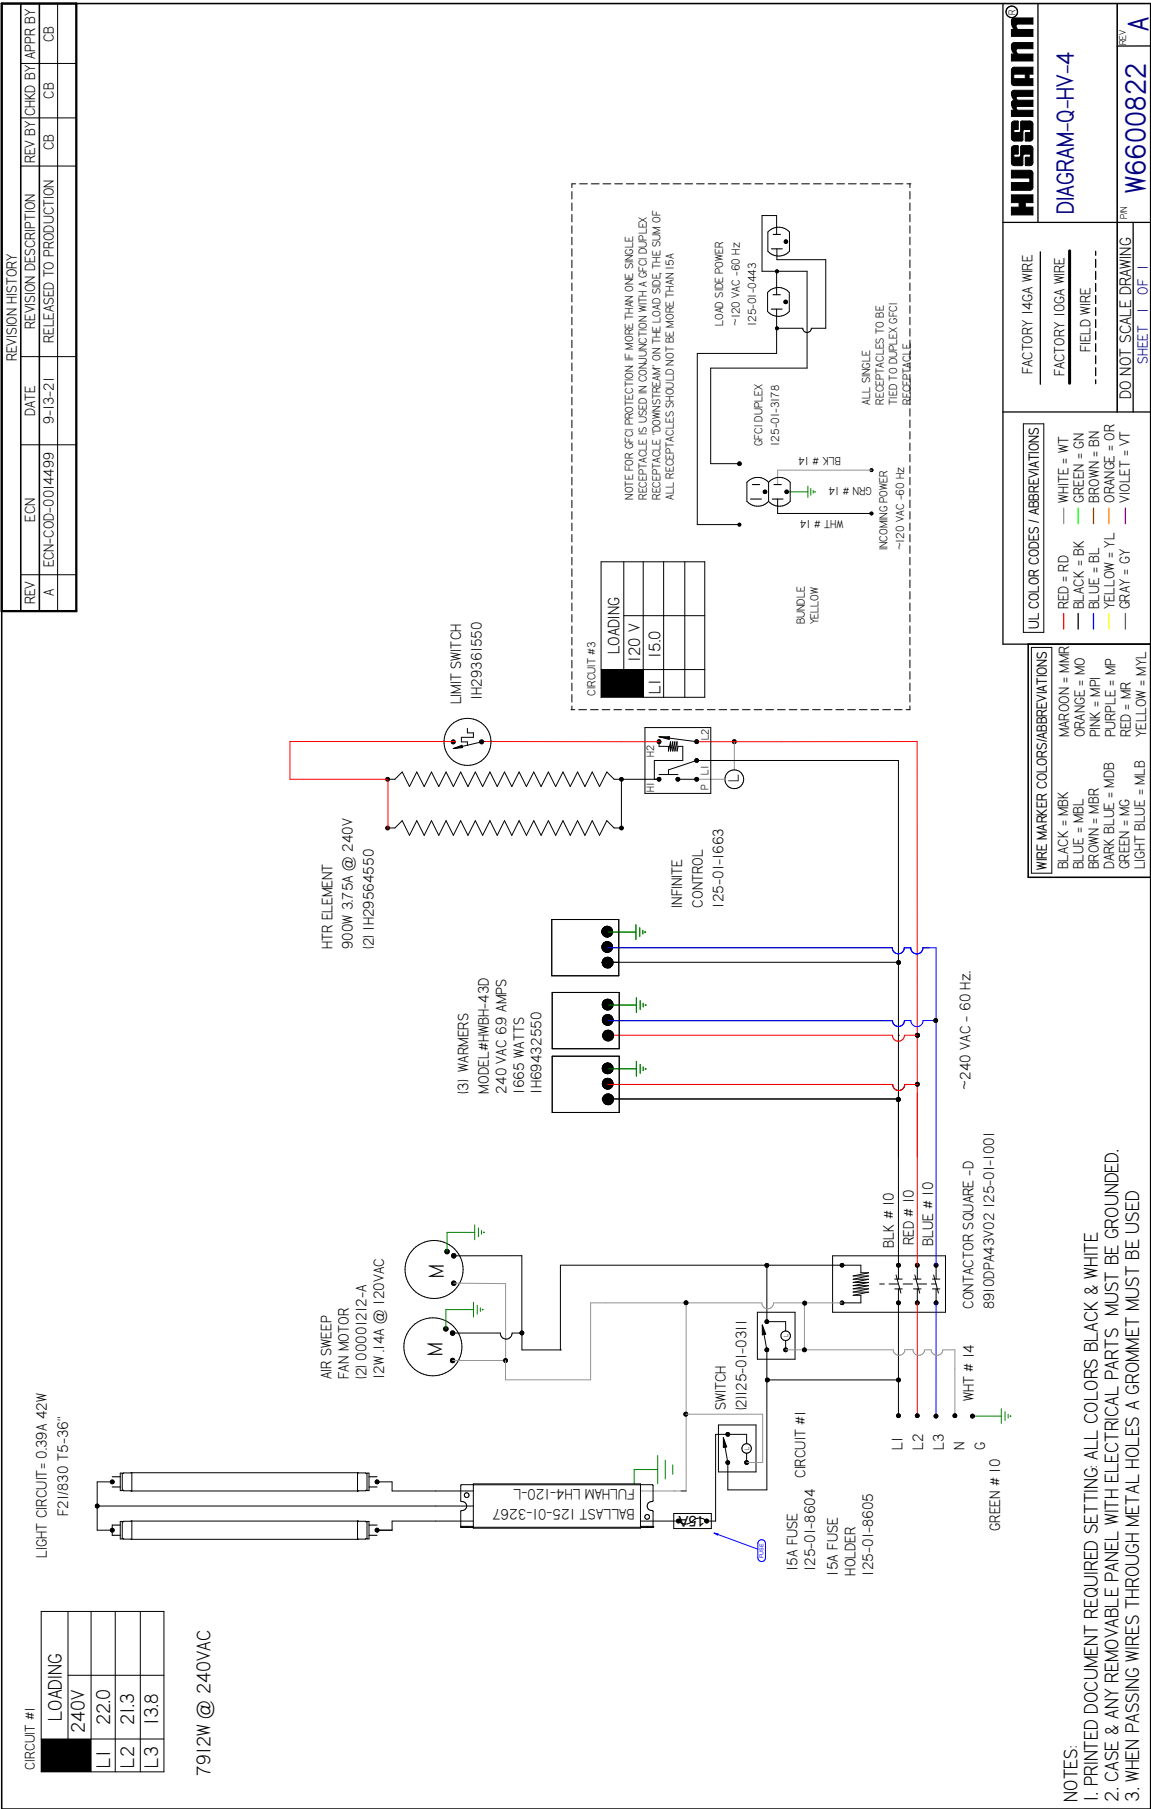 REVISION HISTORY
REV ECN DATE REVISION DESCRIPTION REV BY CHKD BY APPR BY
A ECN-COD-0014499 9-13-21 RELEASED TO PRODUCTION CB CB CB
CIRCUIT #1
LOADING
240V
L1 22.0
L2 21.3
L3 13.8
7912W @ 240VAC
LIGHT CIRCUIT = 0.39A 42W
F21/830 T5-36"
BALLAST 125-01-3267
FULHAM LH4-120-L
15A
FUSE
15A FUSE
125-01-8604
15A FUSE
HOLDER
125-01-8605
AIR SWEEP
FAN MOTOR
(2) 00001212-A
12W .14A @ 120VAC
M
M
SWITCH
(2)125-01-0311
L
L
CIRCUIT #1
L1
L2
L3
N
G
WHT # 14
GREEN # 10
BLK # 10
RED # 10
BLUE # 10
CONTACTOR SQUARE -D
8910DPA43V02 125-01-1001
~240 VAC - 60 Hz.
(3) WARMERS
MODEL #HWBH-43D
240 VAC 6.9 AMPS
1665 WATTS
1H69432550
HTR ELEMENT
900W 3.75A @ 240V
(2) 1H29564550
LIMIT SWITCH
1H29361550
INFINITE
CONTROL
125-01-1663
H1 H2
P L1 L2
L
CIRCUIT #3
LOADING
120 V
L1 15.0
NOTE FOR GFCI PROTECTION IF MORE THAN ONE SINGLE
RECEPTACLE IS USED IN CONJUNCTION WITH A GFCI DUPLEX
RECEPTACLE "DOWNSTREAM" ON THE LOAD SIDE, THE SUM OF
ALL RECEPTACLES SHOULD NOT BE MORE THAN 15A
LOAD SIDE POWER
~120 VAC -60 Hz
125-01-0443
GFCI DUPLEX
125-01-3178
ALL SINGLE
RECEPTACLES TO BE
TIED TO DUPLEX GFCI
RECEPTACLE
BUNDLE
YELLOW
WHT # 14
GRN # 14
BLK # 14
INCOMING POWER
~120 VAC -60 Hz
NOTES:
1. PRINTED DOCUMENT REQUIRED SETTING: ALL COLORS BLACK & WHITE
2. CASE & ANY REMOVABLE PANEL WITH ELECTRICAL PARTS MUST BE GROUNDED.
3. WHEN PASSING WIRES THROUGH METAL HOLES A GROMMET MUST BE USED
WIRE MARKER COLORS/ABBREVIATIONS
BLACK = MBK MAROON = MMR
BLUE = MBL ORANGE = MO
BROWN = MBR PINK = MPI
DARK BLUE = MDB PURPLE = MP
GREEN = MG RED = MR
LIGHT BLUE = MLB YELLOW = MYL
UL COLOR CODES / ABBREVIATIONS
RED = RD WHITE = WT
BLACK = BK GREEN = GN
BLUE = BL BROWN = BN
YELLOW = YL ORANGE = OR
GRAY = GY VIOLET = VT
FACTORY 14GA WIRE
FACTORY 10GA WIRE
FIELD WIRE
DO NOT SCALE DRAWING
SHEET 1 OF 1
HUSSMANN®
DIAGRAM-Q-HV-4
P/N W6600822
REV A